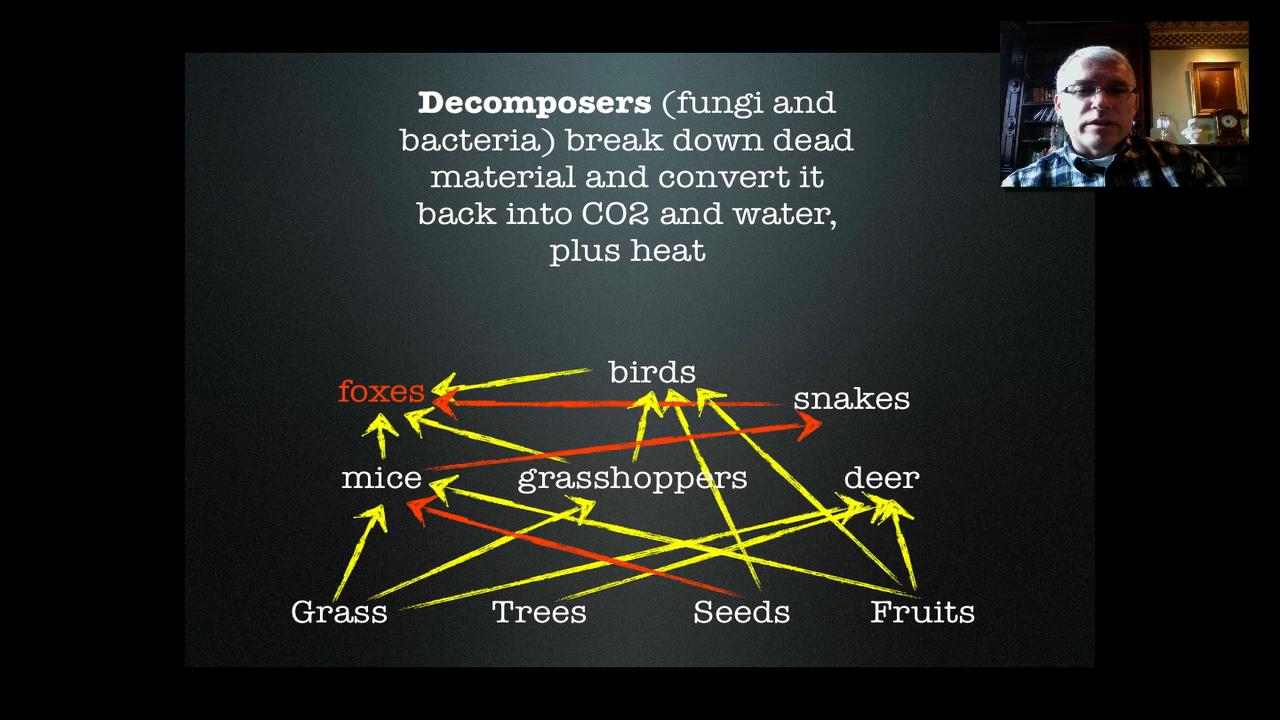 Decomposers (fungi and
bacteria) break down dead
material and convert it
back into CO2 and water,
plus heat
birds
foxes
snakes
mice grasshoppers deer
Grass Trees Seeds Fruits